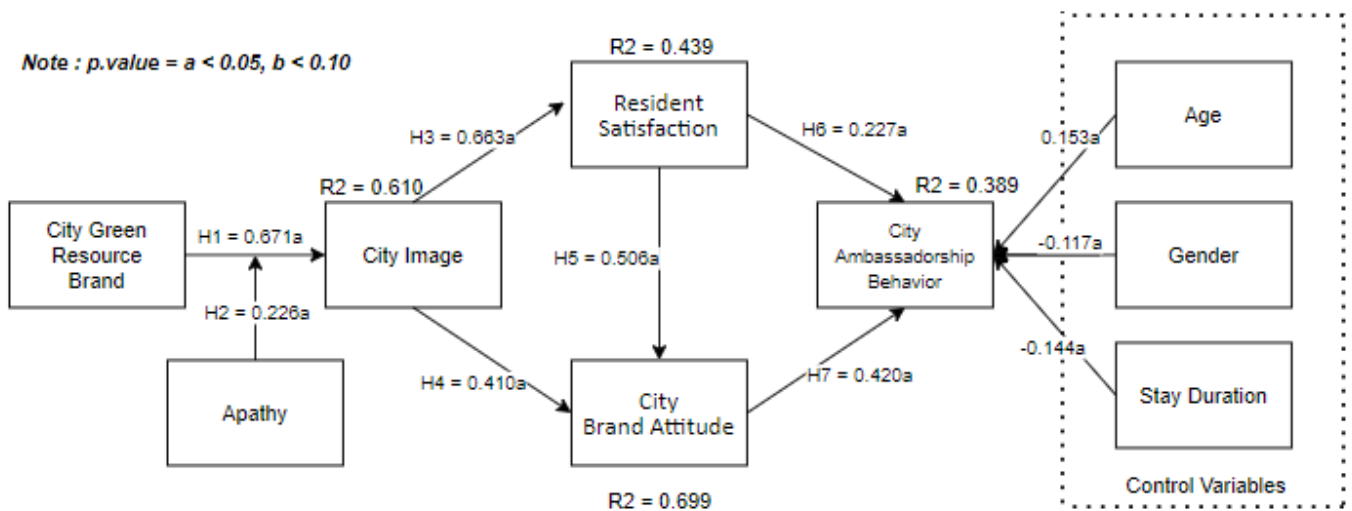 Note : p.value = a < 0.05, b < 0.10
R2 = 0.439
Resident
Satisfaction
H3 = 0.663a
H6 = 0.227a
R2 = 0.610
R2 = 0.389
City Green
Resource
Brand
H1 = 0.671a
City Image
H5 = 0.506a
City
Ambassadorship
Behavior
H2 = 0.226a
Apathy
H4 = 0.410a
City
Brand Attitude
H7 = 0.420a
R2 = 0.699
Age
0.153a
Gender
-0.117a
Stay Duration
-0.144a
Control Variables